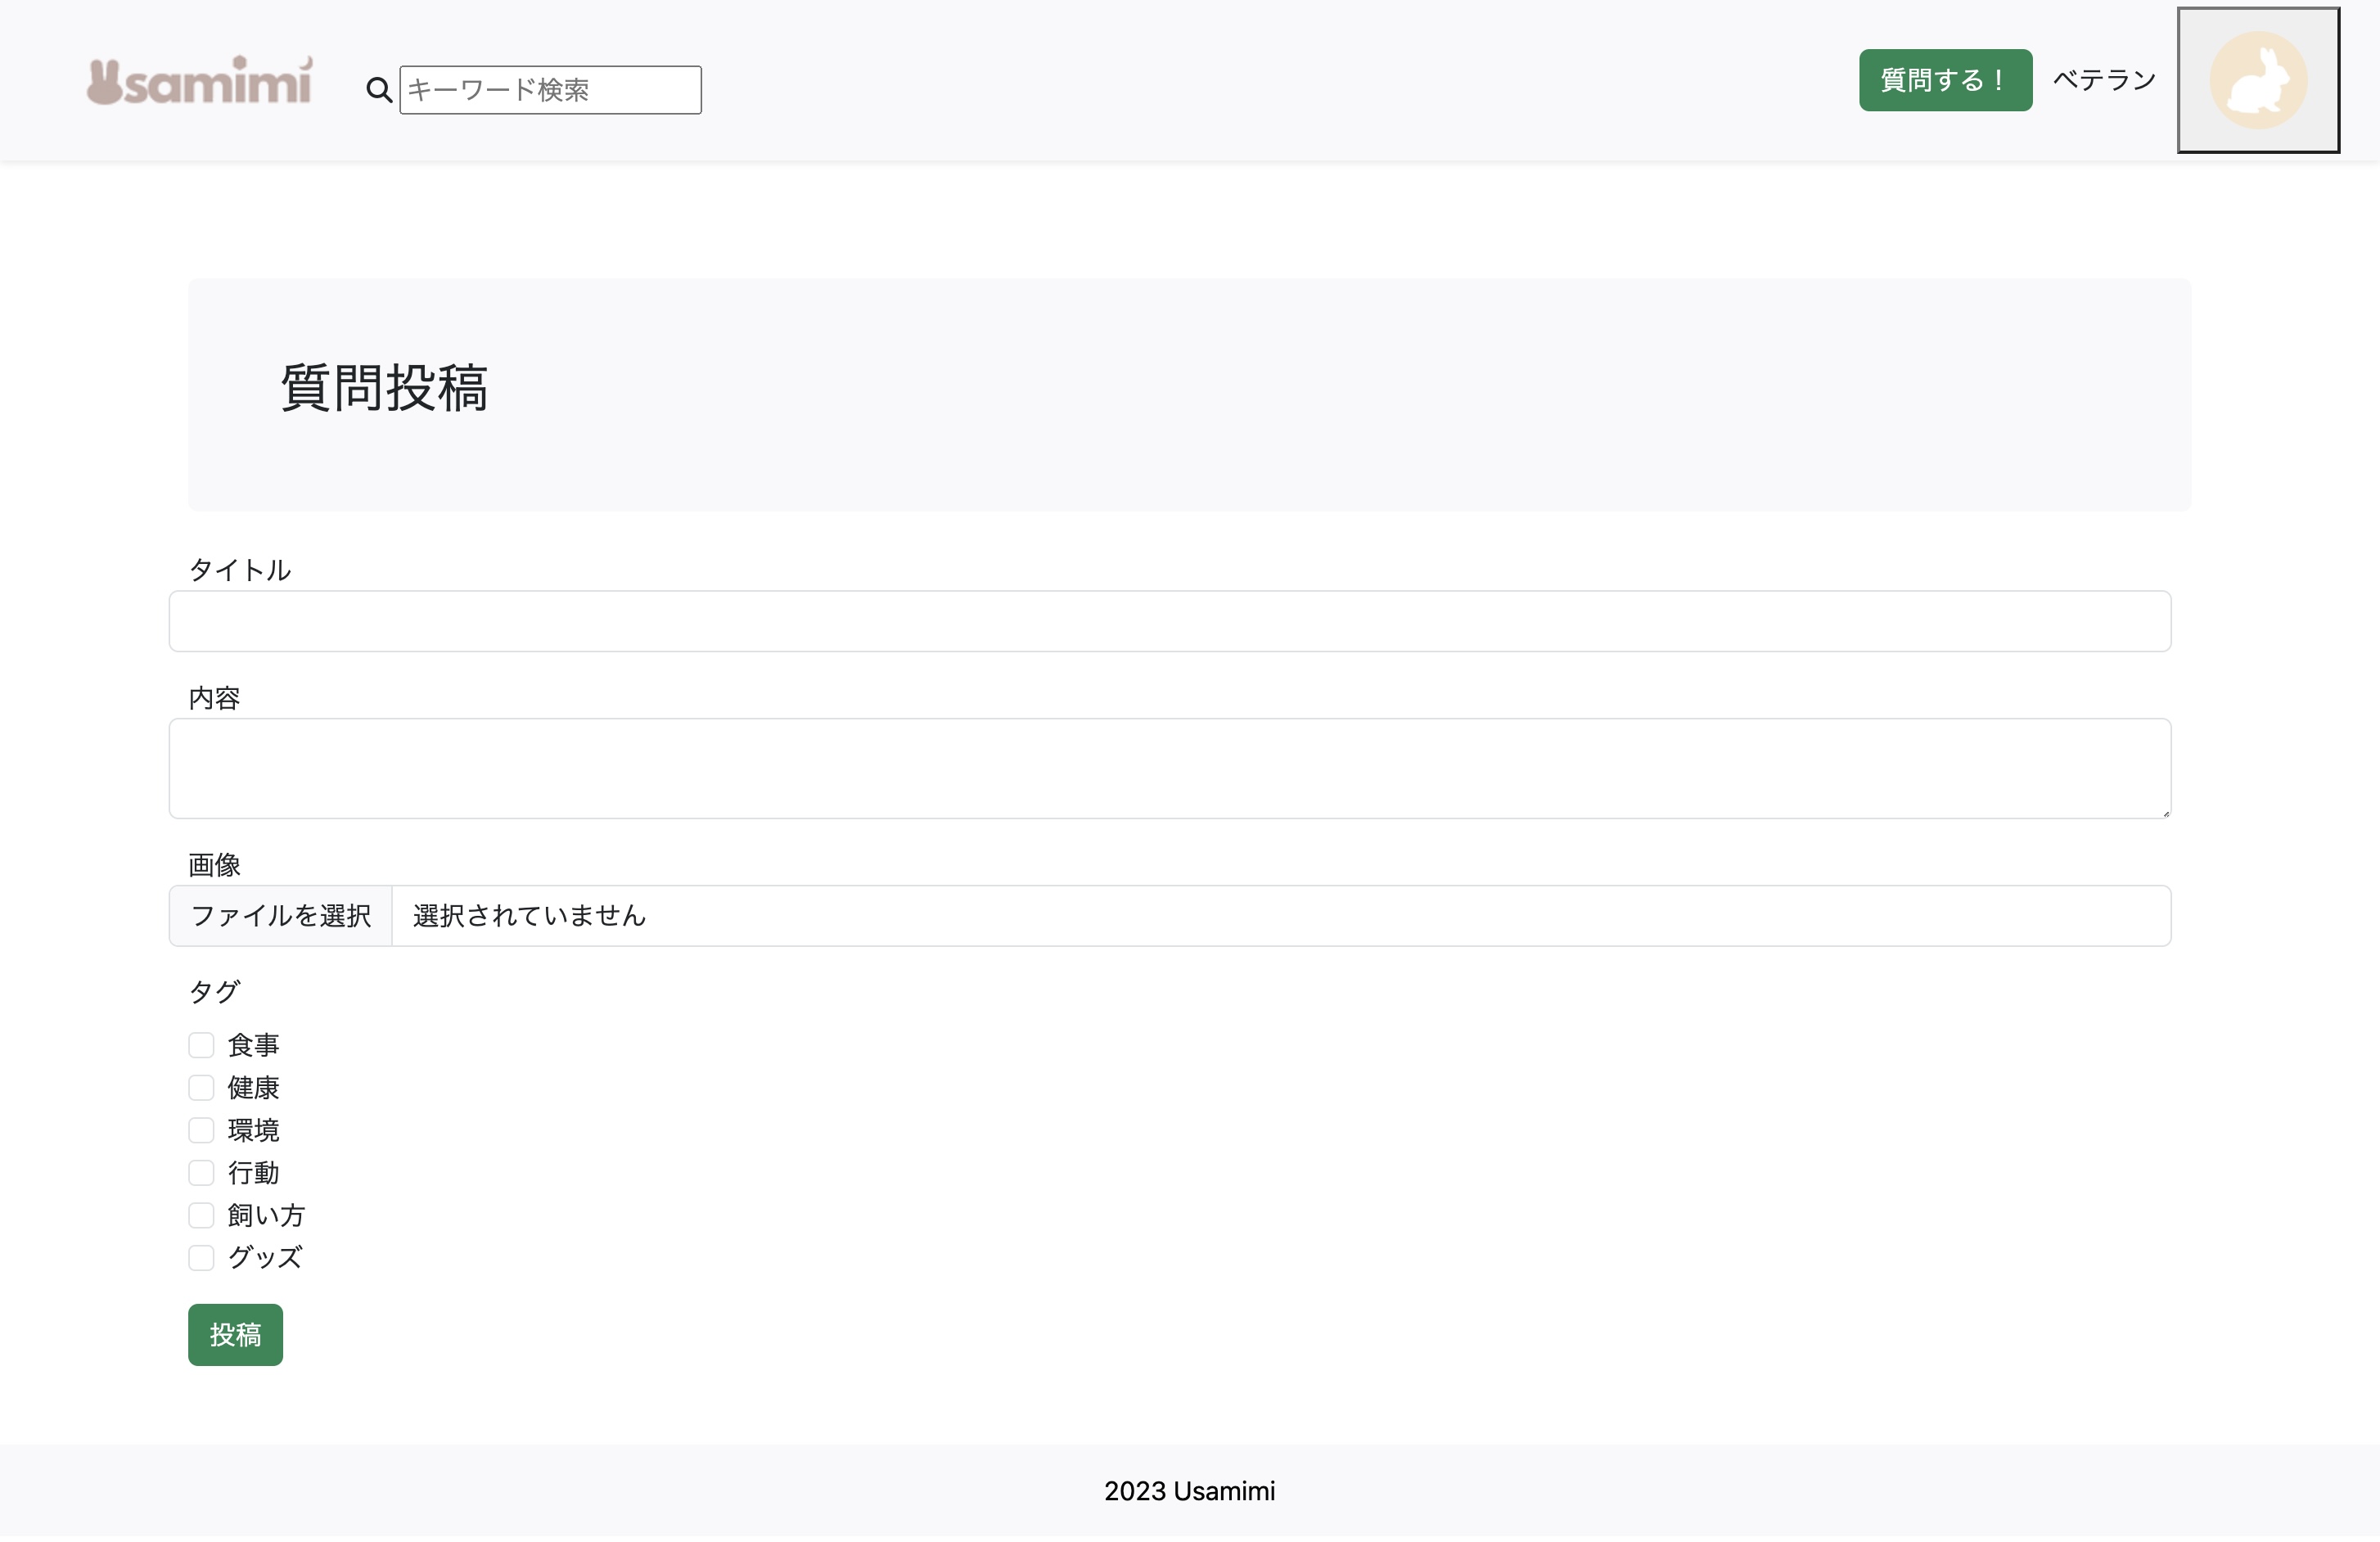 Usamimi
キーワード検索
質問する！
ベテラン
質問投稿
タイトル
内容
画像
ファイルを選択 選択されていません
タグ
食事
健康
環境
行動
飼い方
グッズ
投稿
2023 Usamimi